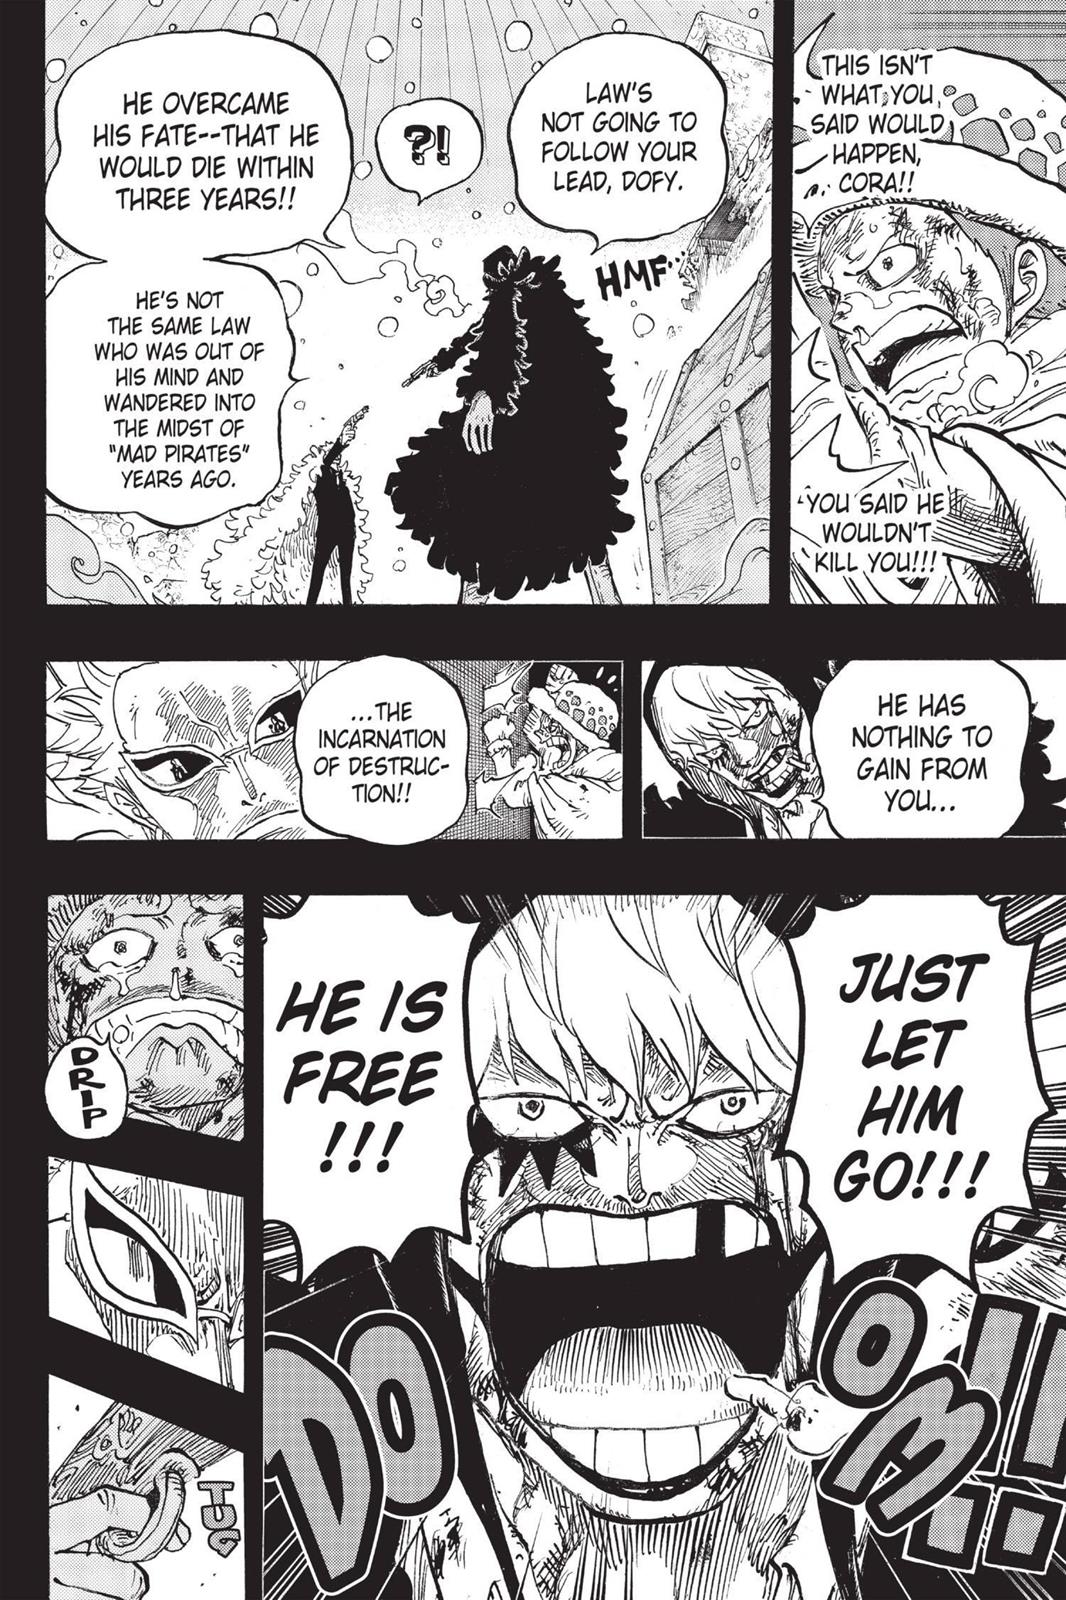 THIS ISN'T
WHAT YOU
SAID WOULD
HAPPEN,
CORA!!
YOU SAID HE
WOULDN'T
KILL YOU!!!
LAW'S
NOT GOING TO
FOLLOW YOUR
LEAD, DOFY.
HMF...
?!
HE OVERCAME
HIS FATE--THAT HE
WOULD DIE WITHIN
THREE YEARS!!
HE'S NOT
THE SAME LAW
WHO WAS OUT OF
HIS MIND AND
WANDERED INTO
THE MIDST OF
"MAD PIRATES"
YEARS AGO.
HE HAS
NOTHING TO
GAIN FROM
YOU...
...THE
INCARNATION
OF DESTRUC-
TION!!
JUST
LET
HIM
GO!!!
HE IS
FREE
!!!
DRIP
TUG
DOOM!!